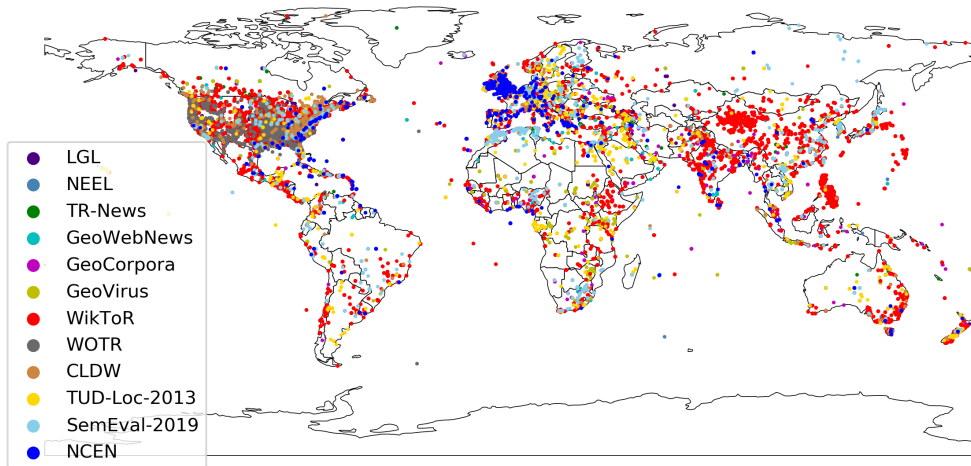 LGL
NEEL
TR-News
GeoWebNews
GeoCorpora
GeoVirus
WikToR
WOTR
CLDW
TUD-Loc-2013
SemEval-2019
NCEN